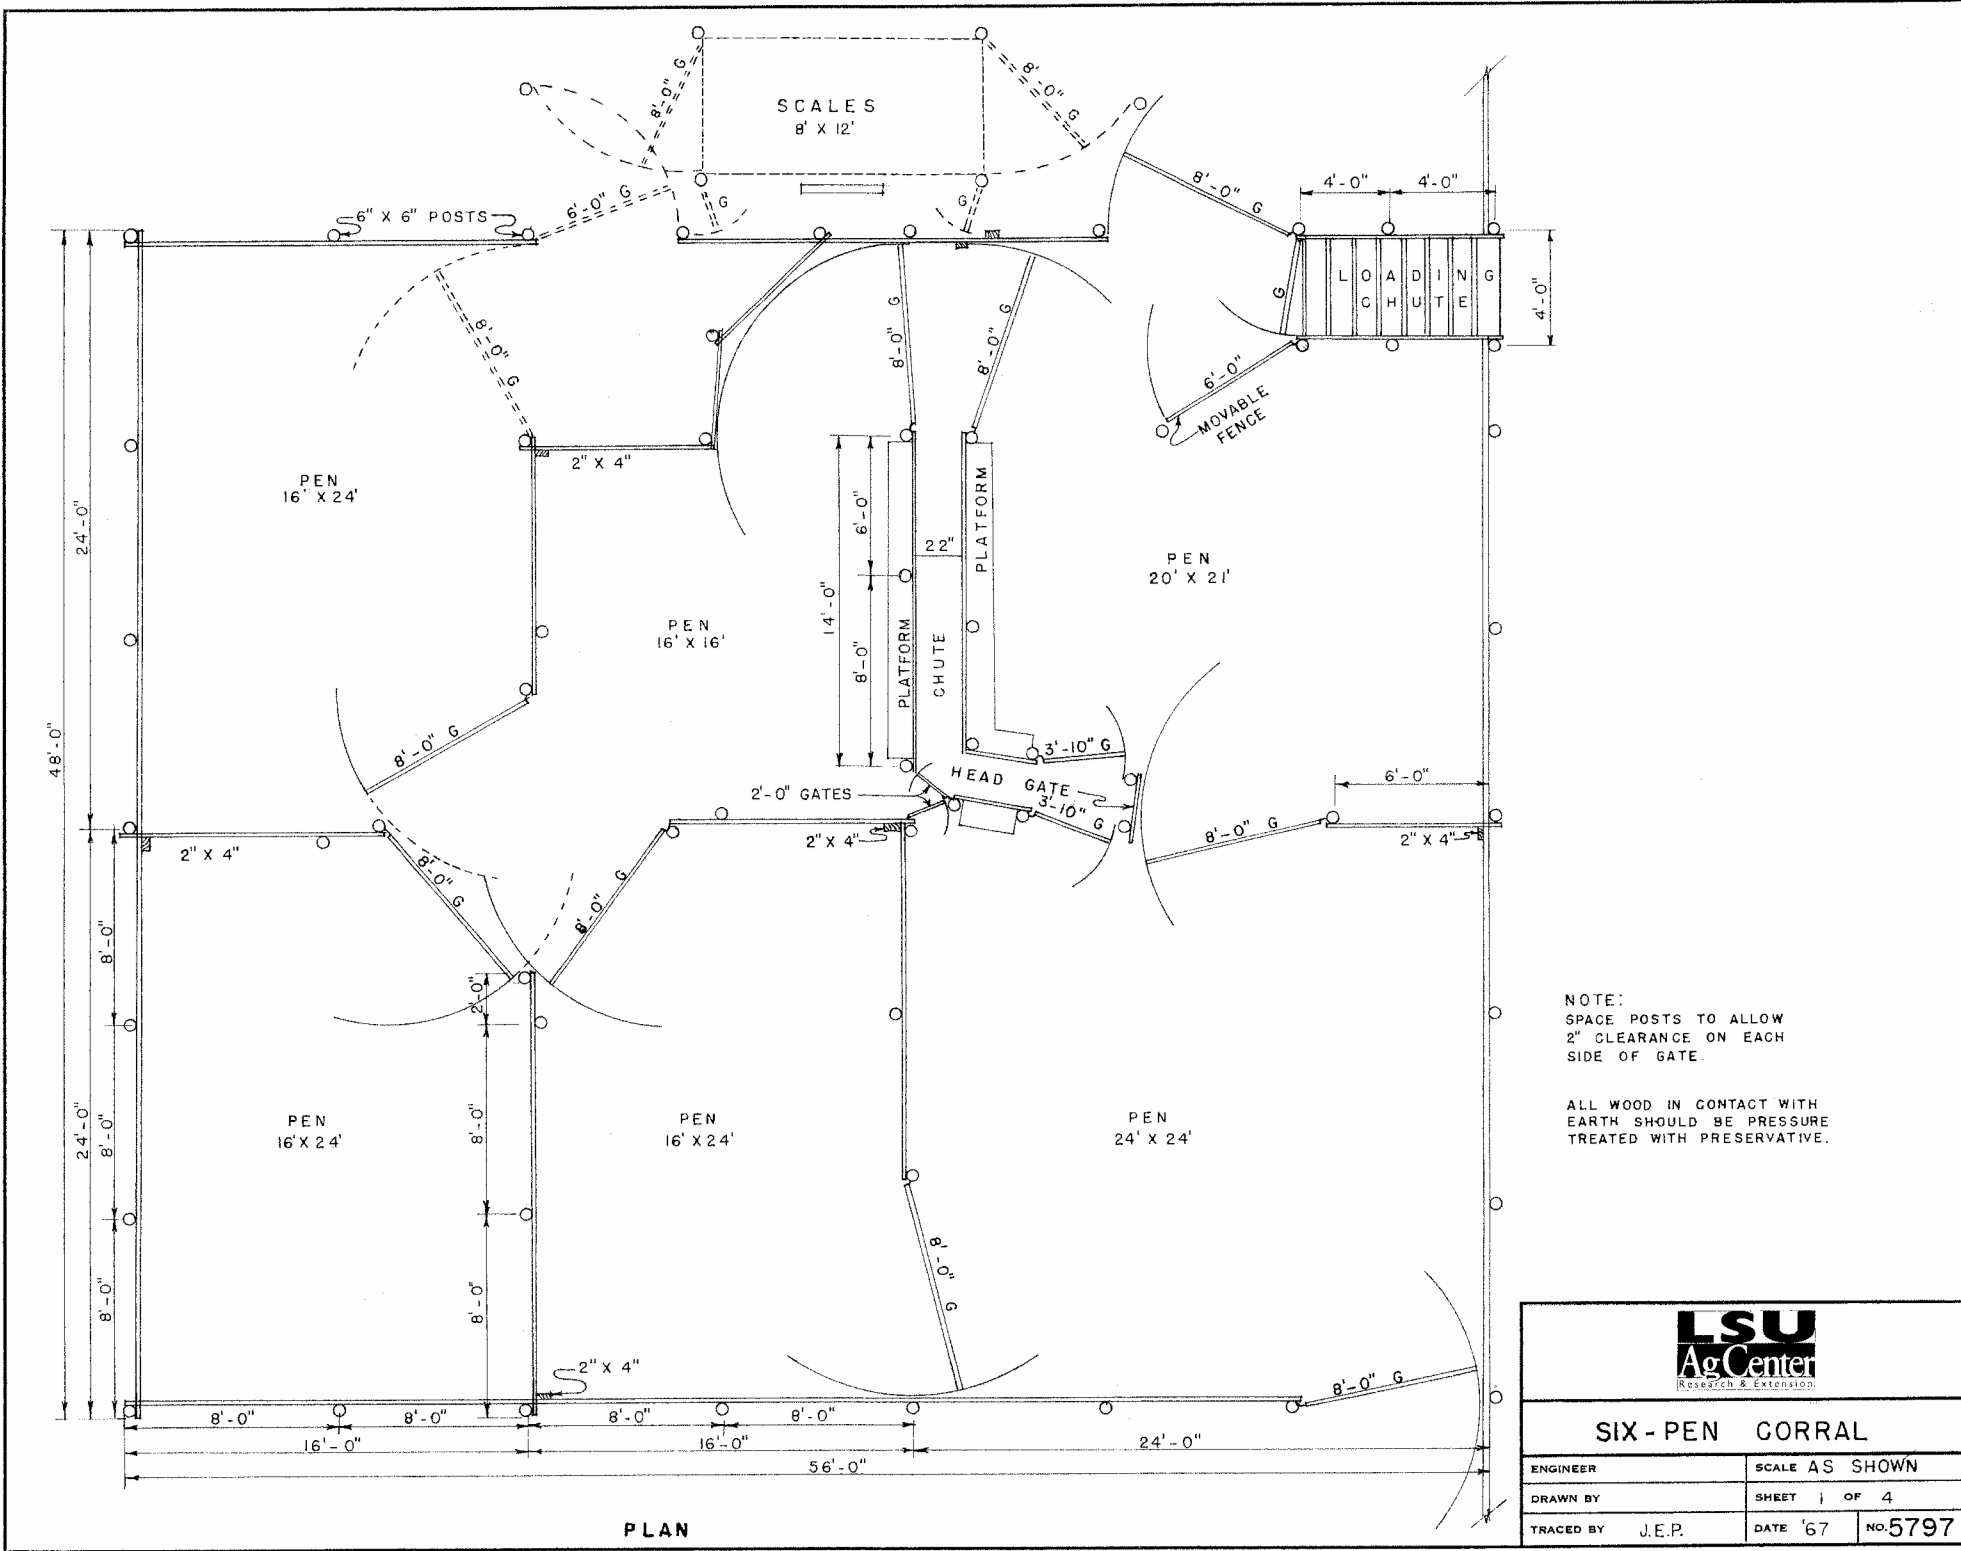 SCALES
8' X 12'
8'-0" G
8'-0" G
G
G
6'-0" G
6" X 6" POSTS
8'-0" G
4'-0"
4'-0"
LOADING
CHUTE
4'-0"
G
6'-0"
MOVABLE
FENCE
8'-0" G
8'-0" G
8'-0" G
2" X 4"
PEN
16' X 24'
24'-0"
48'-0"
6'-0"
22"
PLATFORM
14'-0"
8'-0"
PLATFORM
CHUTE
PEN
16' X 16'
PEN
20' X 21'
8'-0" G
3'-10" G
HEAD GATE
3'-10" G
2'-0" GATES
6'-0"
8'-0" G
2" X 4"
2" X 4"
2" X 4"
8'-0" G
8'-0" G
8'-0"
2'-0"
24'-0"
8'-0"
8'-0"
8'-0"
8'-0"
PEN
16' X 24'
PEN
16' X 24'
PEN
24' X 24'
8'-0" G
2" X 4"
8'-0" G
8'-0"
8'-0"
8'-0"
8'-0"
16'-0"
16'-0"
24'-0"
56'-0"
PLAN
NOTE:
SPACE POSTS TO ALLOW
2" CLEARANCE ON EACH
SIDE OF GATE.
ALL WOOD IN CONTACT WITH
EARTH SHOULD BE PRESSURE
TREATED WITH PRESERVATIVE.
LSU
AgCenter
Research & Extension
SIX-PEN CORRAL
ENGINEER
SCALE AS SHOWN
DRAWN BY
SHEET 1 OF 4
TRACED BY J.E.P.
DATE '67
NO. 5797